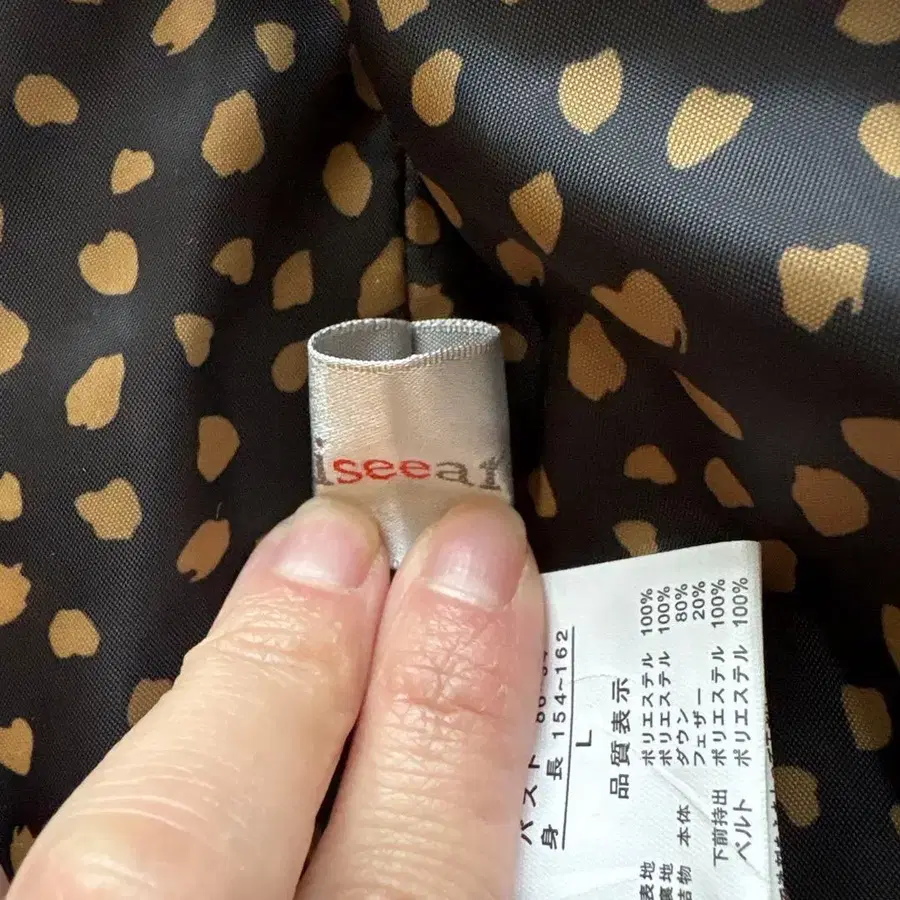 iseea
バスト
身 長 154~162
L
品質表示
表地 ポリエステル 100%
裏地 ポリエステル 100%
詰物 本体 ダウン 80%
フェザー 20%
下前持出 ポリエステル 100%
ベルト ポリエステル 100%